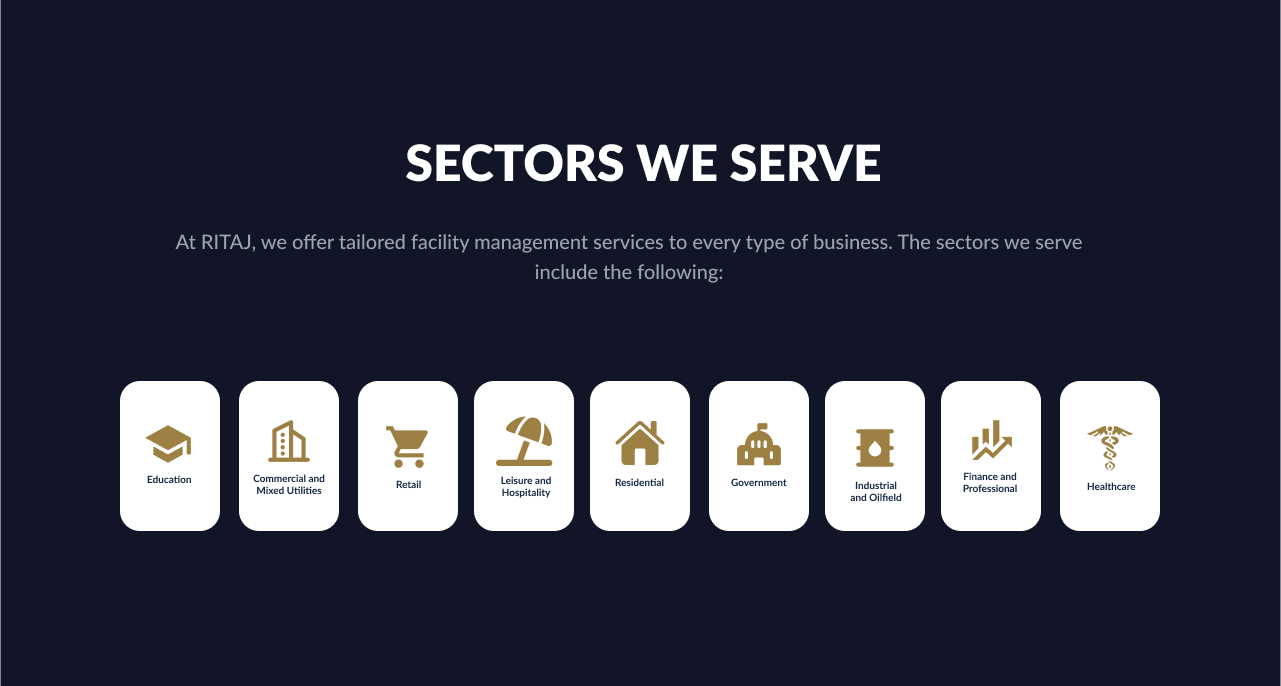 SECTORS WE SERVE
At RITAJ, we offer tailored facility management services to every type of business. The sectors we serve
include the following:
Education
Commercial and
Mixed Utilities
Retail
Leisure and
Hospitality
Residential
Government
Industrial
and Oilfield
Finance and
Professional
Healthcare